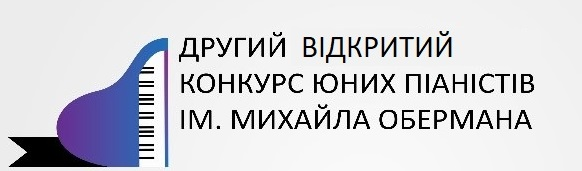 ДРУГИЙ ВІДКРИТИЙ
КОНКУРС ЮНИХ ПІАНІСТІВ
ІМ. МИХАЙЛА ОБЕРМАНА